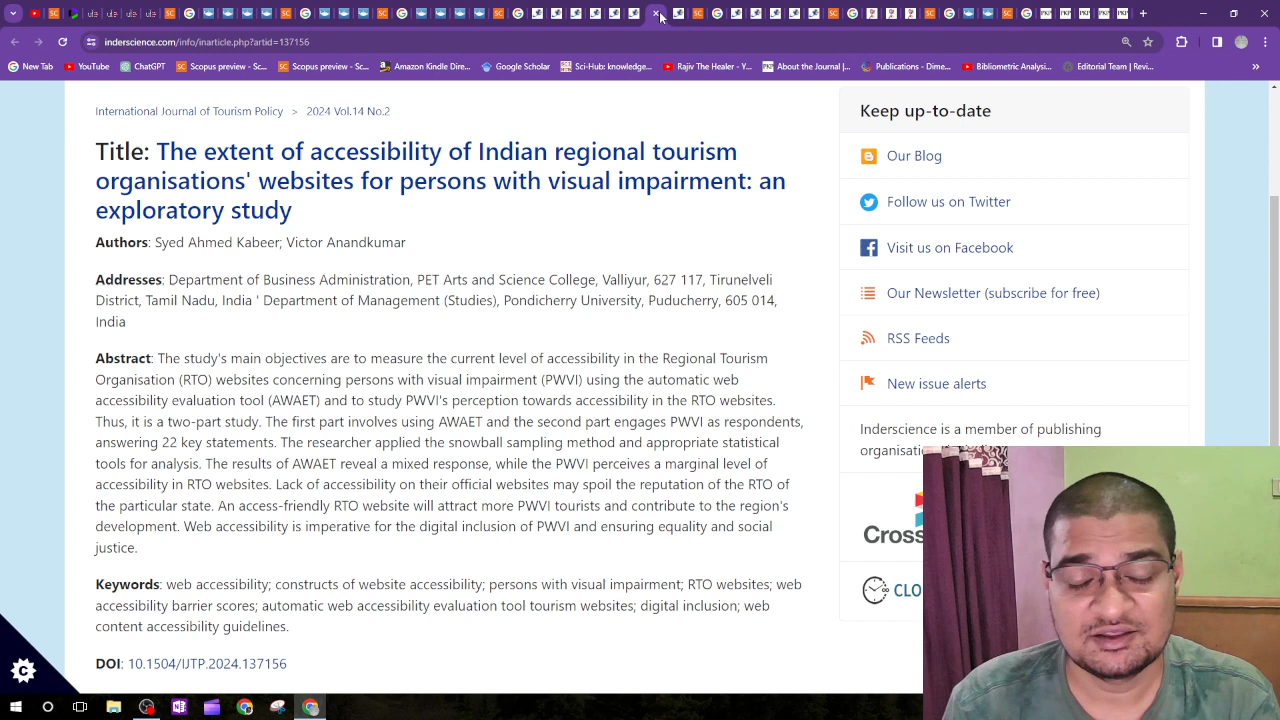 inderscience.com/info/inarticle.php?artid=137156
New Tab
YouTube
ChatGPT
Scopus preview - Sc...
Scopus preview - Sc...
Amazon Kindle Dire...
Google Scholar
Sci-Hub: knowledge...
Rajiv The Healer - Y...
About the Journal |...
Publications - Dime...
Bibliometric Analysi...
Editorial Team | Revi...
International Journal of Tourism Policy > 2024 Vol.14 No.2
Title: The extent of accessibility of Indian regional tourism
organisations' websites for persons with visual impairment: an
exploratory study
Authors: Syed Ahmed Kabeer; Victor Anandkumar
Addresses: Department of Business Administration, PET Arts and Science College, Valliyur, 627 117, Tirunelveli
District, Tamil Nadu, India ' Department of Management (Studies), Pondicherry University, Puducherry, 605 014,
India
Abstract: The study's main objectives are to measure the current level of accessibility in the Regional Tourism
Organisation (RTO) websites concerning persons with visual impairment (PWVI) using the automatic web
accessibility evaluation tool (AWAET) and to study PWVI's perception towards accessibility in the RTO websites.
Thus, it is a two-part study. The first part involves using AWAET and the second part engages PWVI as respondents,
answering 22 key statements. The researcher applied the snowball sampling method and appropriate statistical
tools for analysis. The results of AWAET reveal a mixed response, while the PWVI perceives a marginal level of
accessibility in RTO websites. Lack of accessibility on their official websites may spoil the reputation of the RTO of
the particular state. An access-friendly RTO website will attract more PWVI tourists and contribute to the region's
development. Web accessibility is imperative for the digital inclusion of PWVI and ensuring equality and social
justice.
Keywords: web accessibility; constructs of website accessibility; persons with visual impairment; RTO websites; web
accessibility barrier scores; automatic web accessibility evaluation tool tourism websites; digital inclusion; web
content accessibility guidelines.
DOI: 10.1504/IJTP.2024.137156
Keep up-to-date
Our Blog
Follow us on Twitter
Visit us on Facebook
Our Newsletter (subscribe for free)
RSS Feeds
New issue alerts
Inderscience is a member of publishing
Cross
CLO